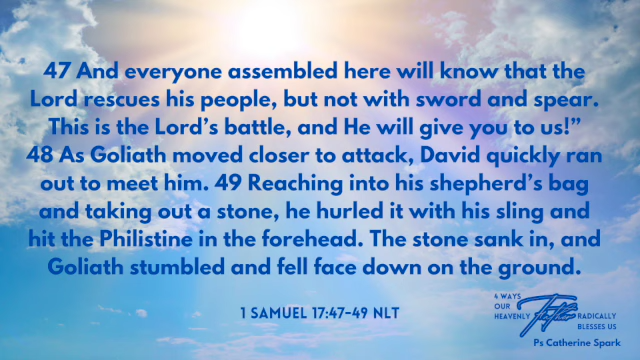 47 And everyone assembled here will know that the
Lord rescues his people, but not with sword and spear.
This is the Lord’s battle, and He will give you to us!”
48 As Goliath moved closer to attack, David quickly ran
out to meet him. 49 Reaching into his shepherd’s bag
and taking out a stone, he hurled it with his sling and
hit the Philistine in the forehead. The stone sank in, and
Goliath stumbled and fell face down on the ground.
1 SAMUEL 17:47-49 NLT
4 WAYS
OUR
HEAVENLY Father RADICALLY
BLESSES US
Ps Catherine Spark